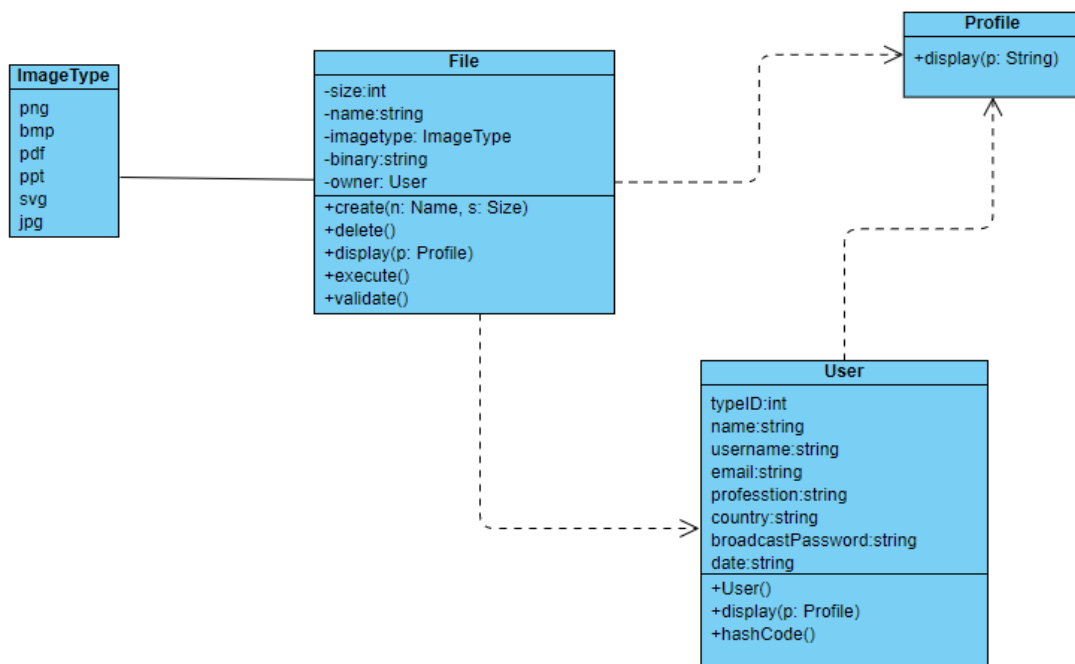 ImageType
png
bmp
pdf
ppt
svg
jpg
File
-size:int
-name:string
-imagetype: ImageType
-binary:string
-owner: User
+create(n: Name, s: Size)
+delete()
+display(p: Profile)
+execute()
+validate()
Profile
+display(p: String)
User
typeID:int
name:string
username:string
email:string
professtion:string
country:string
broadcastPassword:string
date:string
+User()
+display(p: Profile)
+hashCode()